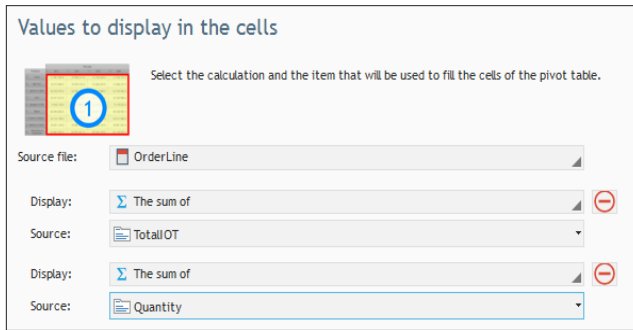 Values to display in the cells
Select the calculation and the item that will be used to fill the cells of the pivot table.
1
Source file: OrderLine
Display: Σ The sum of
Source: TotalIOT
Display: Σ The sum of
Source: Quantity